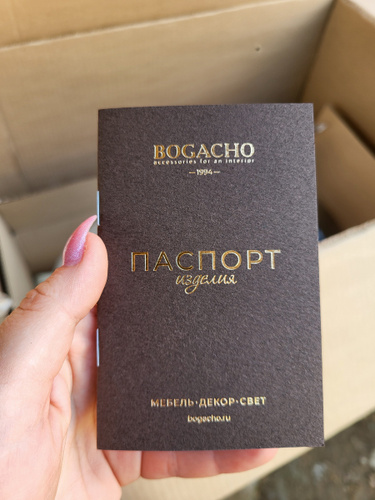 BOGACHO
accessories for an interior
—1994—
ПАСПОРТ
изделия
МЕБЕЛЬ·ДЕКОР·СВЕТ
bogacho.ru